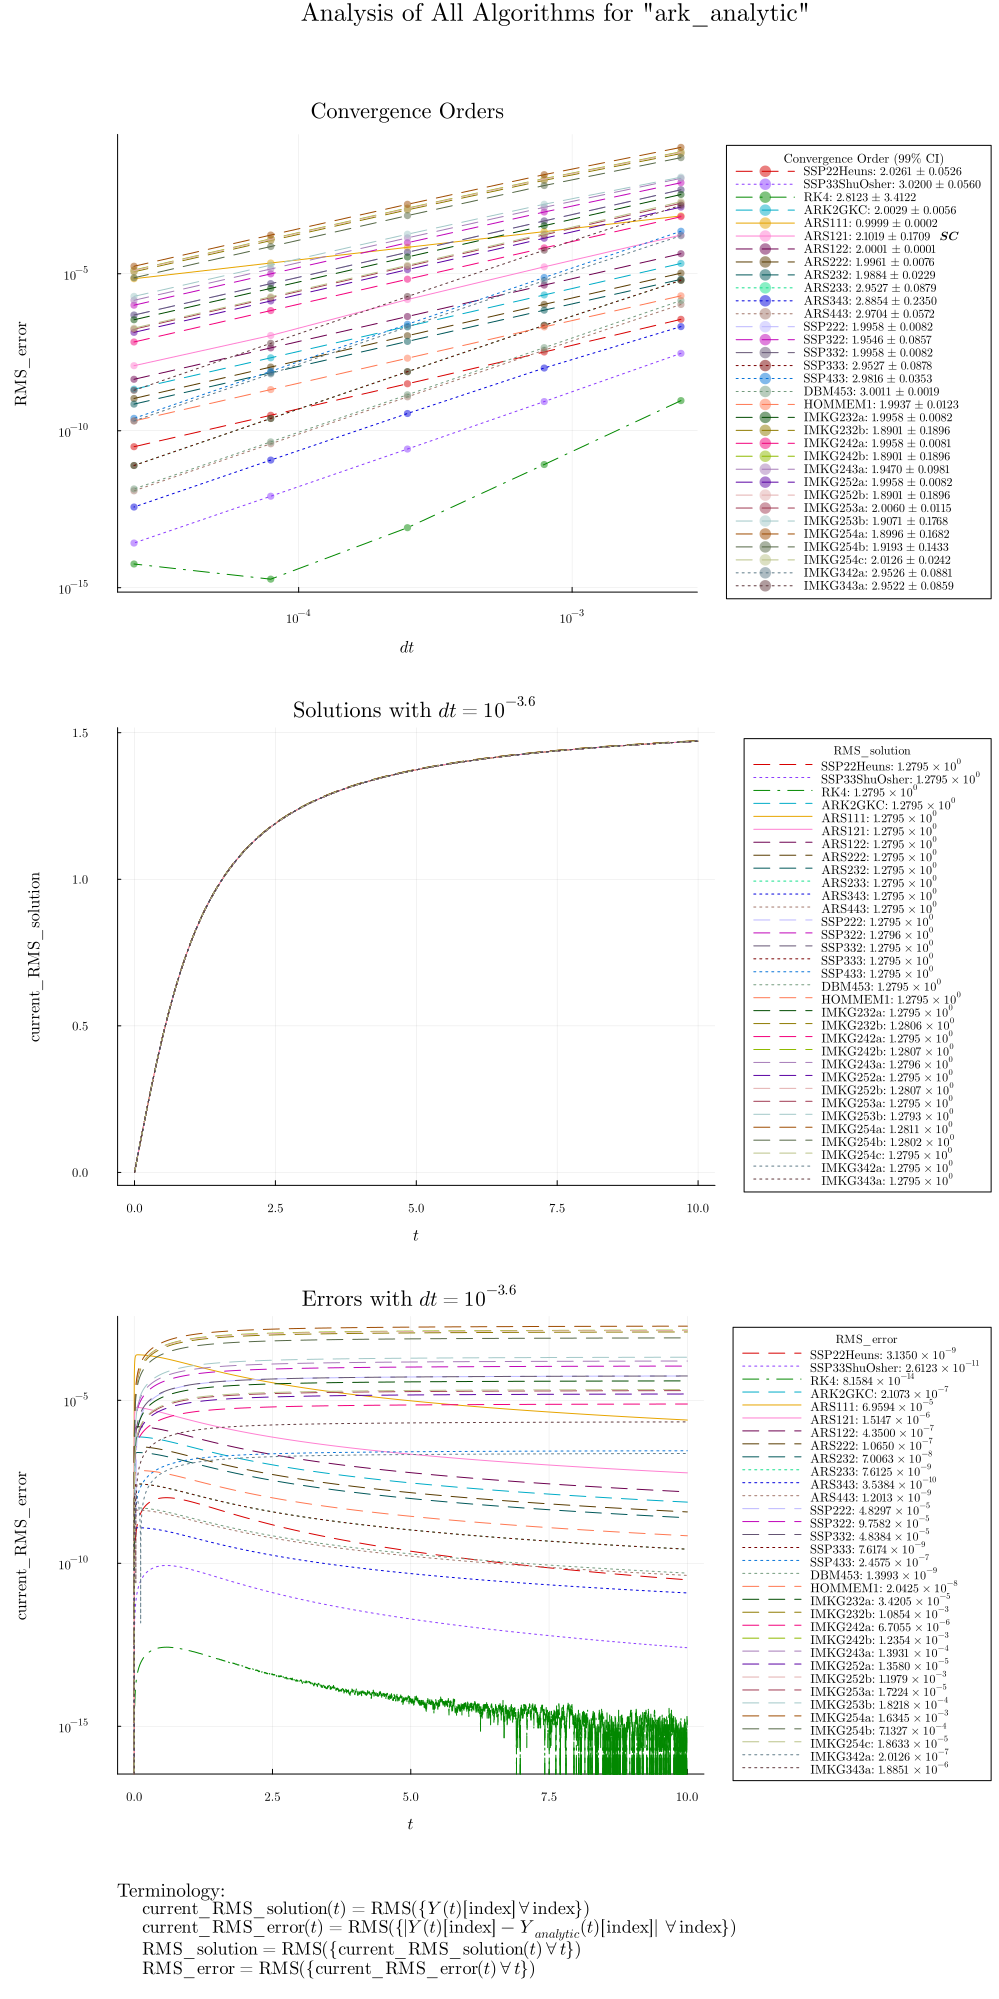 Analysis of All Algorithms for "ark_analytic"
Convergence Orders
RMS_error
10^−5
10^−10
10^−15
10^−4
10^−3
dt
Convergence Order (99% CI)
SSP22Heuns: 2.0261 ± 0.0526
SSP33ShuOsher: 3.0200 ± 0.0560
RK4: 2.8123 ± 3.4122
ARK2GKC: 2.0029 ± 0.0056
ARS111: 0.9999 ± 0.0002
ARS121: 2.1019 ± 0.1709 SC
ARS122: 2.0001 ± 0.0001
ARS222: 1.9961 ± 0.0076
ARS232: 1.9884 ± 0.0229
ARS233: 2.9527 ± 0.0879
ARS343: 2.8854 ± 0.2350
ARS443: 2.9704 ± 0.0572
SSP222: 1.9958 ± 0.0082
SSP322: 1.9546 ± 0.0857
SSP332: 1.9958 ± 0.0082
SSP333: 2.9527 ± 0.0878
SSP433: 2.9816 ± 0.0353
DBM453: 3.0011 ± 0.0019
HOMMEM1: 1.9937 ± 0.0123
IMKG232a: 1.9958 ± 0.0082
IMKG232b: 1.8901 ± 0.1896
IMKG242a: 1.9958 ± 0.0081
IMKG242b: 1.8901 ± 0.1896
IMKG243a: 1.9470 ± 0.0981
IMKG252a: 1.9958 ± 0.0082
IMKG252b: 1.8901 ± 0.1896
IMKG253a: 2.0060 ± 0.0115
IMKG253b: 1.9071 ± 0.1768
IMKG254a: 1.8996 ± 0.1682
IMKG254b: 1.9193 ± 0.1433
IMKG254c: 2.0126 ± 0.0242
IMKG342a: 2.9526 ± 0.0881
IMKG343a: 2.9522 ± 0.0859
Solutions with dt = 10^−3.6
current_RMS_solution
1.5
1.0
0.5
0.0
0.0 2.5 5.0 7.5 10.0
t
RMS_solution
SSP22Heuns: 1.2795 × 10^0
SSP33ShuOsher: 1.2795 × 10^0
RK4: 1.2795 × 10^0
ARK2GKC: 1.2795 × 10^0
ARS111: 1.2795 × 10^0
ARS121: 1.2795 × 10^0
ARS122: 1.2795 × 10^0
ARS222: 1.2795 × 10^0
ARS232: 1.2795 × 10^0
ARS233: 1.2795 × 10^0
ARS343: 1.2795 × 10^0
ARS443: 1.2795 × 10^0
SSP222: 1.2795 × 10^0
SSP322: 1.2796 × 10^0
SSP332: 1.2795 × 10^0
SSP333: 1.2795 × 10^0
SSP433: 1.2795 × 10^0
DBM453: 1.2795 × 10^0
HOMMEM1: 1.2795 × 10^0
IMKG232a: 1.2795 × 10^0
IMKG232b: 1.2806 × 10^0
IMKG242a: 1.2795 × 10^0
IMKG242b: 1.2807 × 10^0
IMKG243a: 1.2796 × 10^0
IMKG252a: 1.2795 × 10^0
IMKG252b: 1.2807 × 10^0
IMKG253a: 1.2795 × 10^0
IMKG253b: 1.2793 × 10^0
IMKG254a: 1.2811 × 10^0
IMKG254b: 1.2802 × 10^0
IMKG254c: 1.2795 × 10^0
IMKG342a: 1.2795 × 10^0
IMKG343a: 1.2795 × 10^0
Errors with dt = 10^−3.6
current_RMS_error
10^−5
10^−10
10^−15
0.0 2.5 5.0 7.5 10.0
t
RMS_error
SSP22Heuns: 3.1350 × 10^−9
SSP33ShuOsher: 2.6123 × 10^−11
RK4: 8.1584 × 10^−14
ARK2GKC: 2.1073 × 10^−7
ARS111: 6.9594 × 10^−5
ARS121: 1.5147 × 10^−6
ARS122: 4.3500 × 10^−7
ARS222: 1.0650 × 10^−7
ARS232: 7.0063 × 10^−8
ARS233: 7.6125 × 10^−9
ARS343: 3.5384 × 10^−10
ARS443: 1.2013 × 10^−9
SSP222: 4.8297 × 10^−5
SSP322: 9.7582 × 10^−5
SSP332: 4.8384 × 10^−5
SSP333: 7.6174 × 10^−9
SSP433: 2.4575 × 10^−7
DBM453: 1.3993 × 10^−9
HOMMEM1: 2.0425 × 10^−8
IMKG232a: 3.4205 × 10^−5
IMKG232b: 1.0854 × 10^−3
IMKG242a: 6.7055 × 10^−6
IMKG242b: 1.2354 × 10^−3
IMKG243a: 1.3931 × 10^−4
IMKG252a: 1.3580 × 10^−5
IMKG252b: 1.1979 × 10^−3
IMKG253a: 1.7224 × 10^−5
IMKG253b: 1.8218 × 10^−4
IMKG254a: 1.6345 × 10^−3
IMKG254b: 7.1327 × 10^−4
IMKG254c: 1.8633 × 10^−5
IMKG342a: 2.0126 × 10^−7
IMKG343a: 1.8851 × 10^−6
Terminology:
current_RMS_solution(t) = RMS({Y(t)[index] ∀ index})
current_RMS_error(t) = RMS({|Y(t)[index] − Y_analytic(t)[index]| ∀ index})
RMS_solution = RMS({current_RMS_solution(t) ∀ t})
RMS_error = RMS({current_RMS_error(t) ∀ t})